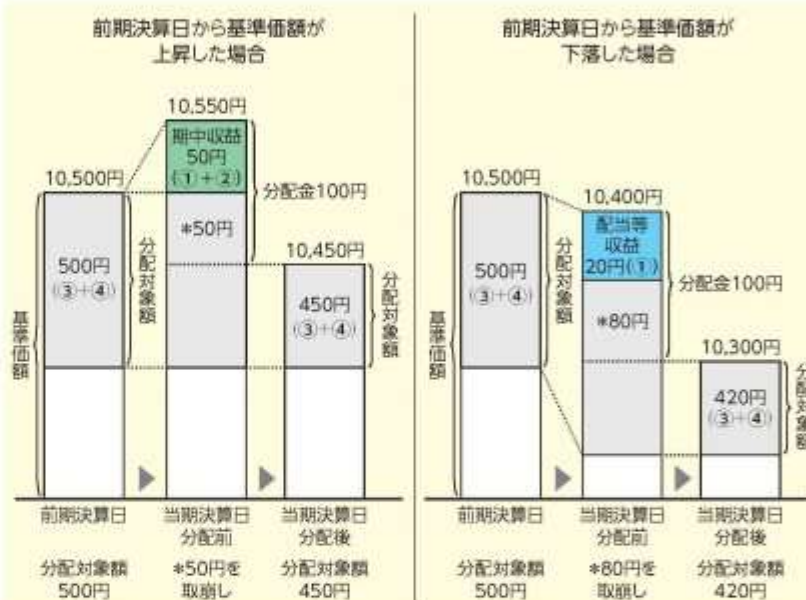 前期決算日から基準価額が
上昇した場合
10,550円
期中収益
50円
(①+②)
10,500円
分配金100円
*50円
10,450円
500円
(③+④)
分配対象額
450円
(③+④)
分配対象額
基準価額
前期決算日
当期決算日
分配前
当期決算日
分配後
分配対象額
500円
*50円を
取崩し
分配対象額
450円
前期決算日から基準価額が
下落した場合
10,500円
10,400円
配当等
収益
20円(①)
分配金100円
500円
(③+④)
分配対象額
*80円
10,300円
420円
(③+④)
分配対象額
基準価額
前期決算日
当期決算日
分配前
当期決算日
分配後
分配対象額
500円
*80円を
取崩し
分配対象額
420円